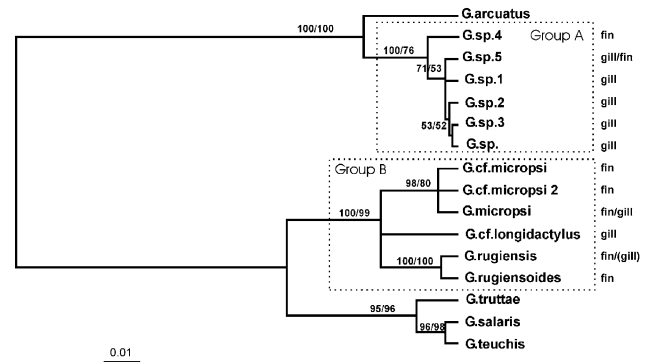 G.arcuatus
100/100
G.sp.4 Group A fin
100/76
G.sp.5 gill/fin
71/53
G.sp.1 gill
G.sp.2 gill
G.sp.3 gill
53/52
G.sp. gill
Group B G.cf.micropsi fin
98/80
G.cf.micropsi 2 fin
G.micropsi fin/gill
100/99
G.cf.longidactylus gill
G.rugiensis fin/(gill)
100/100
G.rugiensoides fin
G.truttae
95/96
G.salaris
96/98
G.teuchis
0.01